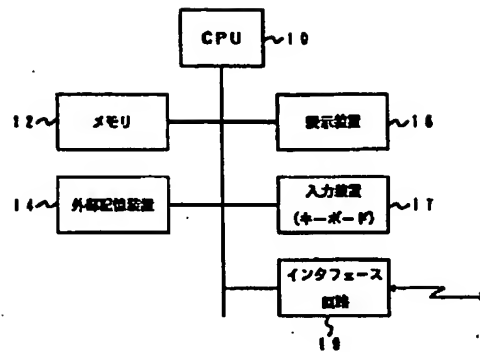 CPU
10
12
メモリ
表示装置
16
14
外部記憶装置
入力装置
(キーボード)
17
インタフェース
回路